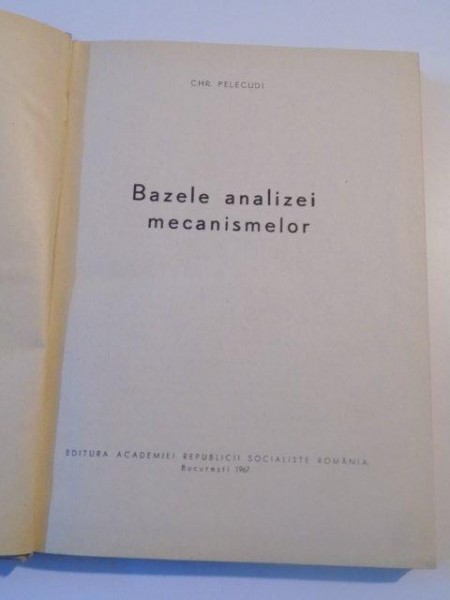 CHR. PELECUDI
Bazele analizei
mecanismelor
EDITURA ACADEMIEI REPUBLICII SOCIALISTE ROMÂNIA
București 1967